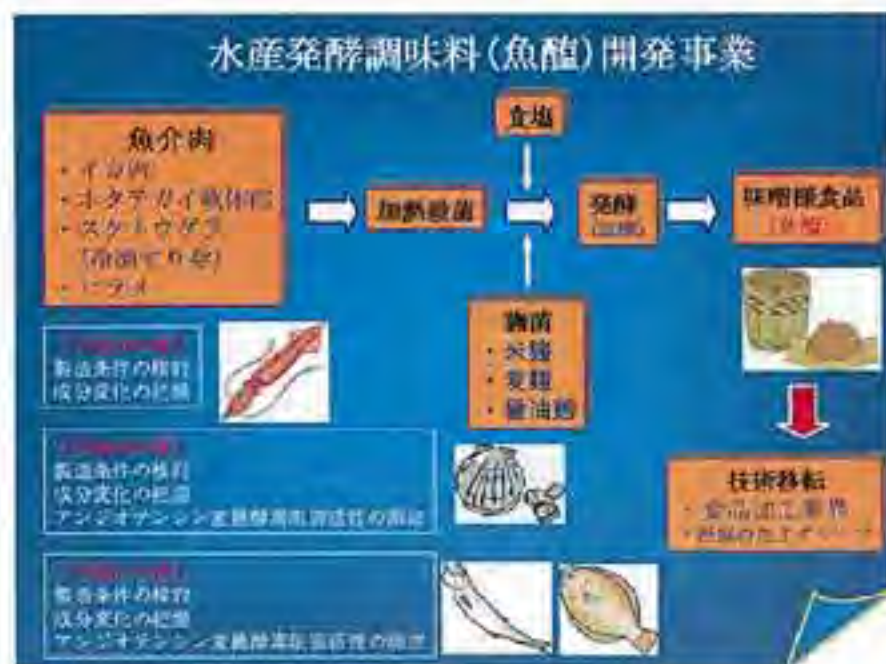 水産発酵調味料(魚醢)開発事業
食塩
魚介肉
・イカ肉
・ホタテガイ軟体部
・スケトウダラ
・ヒラメ
加熱殺菌
発酵
味噌様食品
麹菌
・米麹
・麦麹
・醤油麹
製造条件の検討
成分変化の把握
製造条件の検討
成分変化の把握
アンジオテンシン変換酵素阻害活性の測定
技術移転
・食品加工業界
製造条件の検討
成分変化の把握
アンジオテンシン変換酵素阻害活性の測定